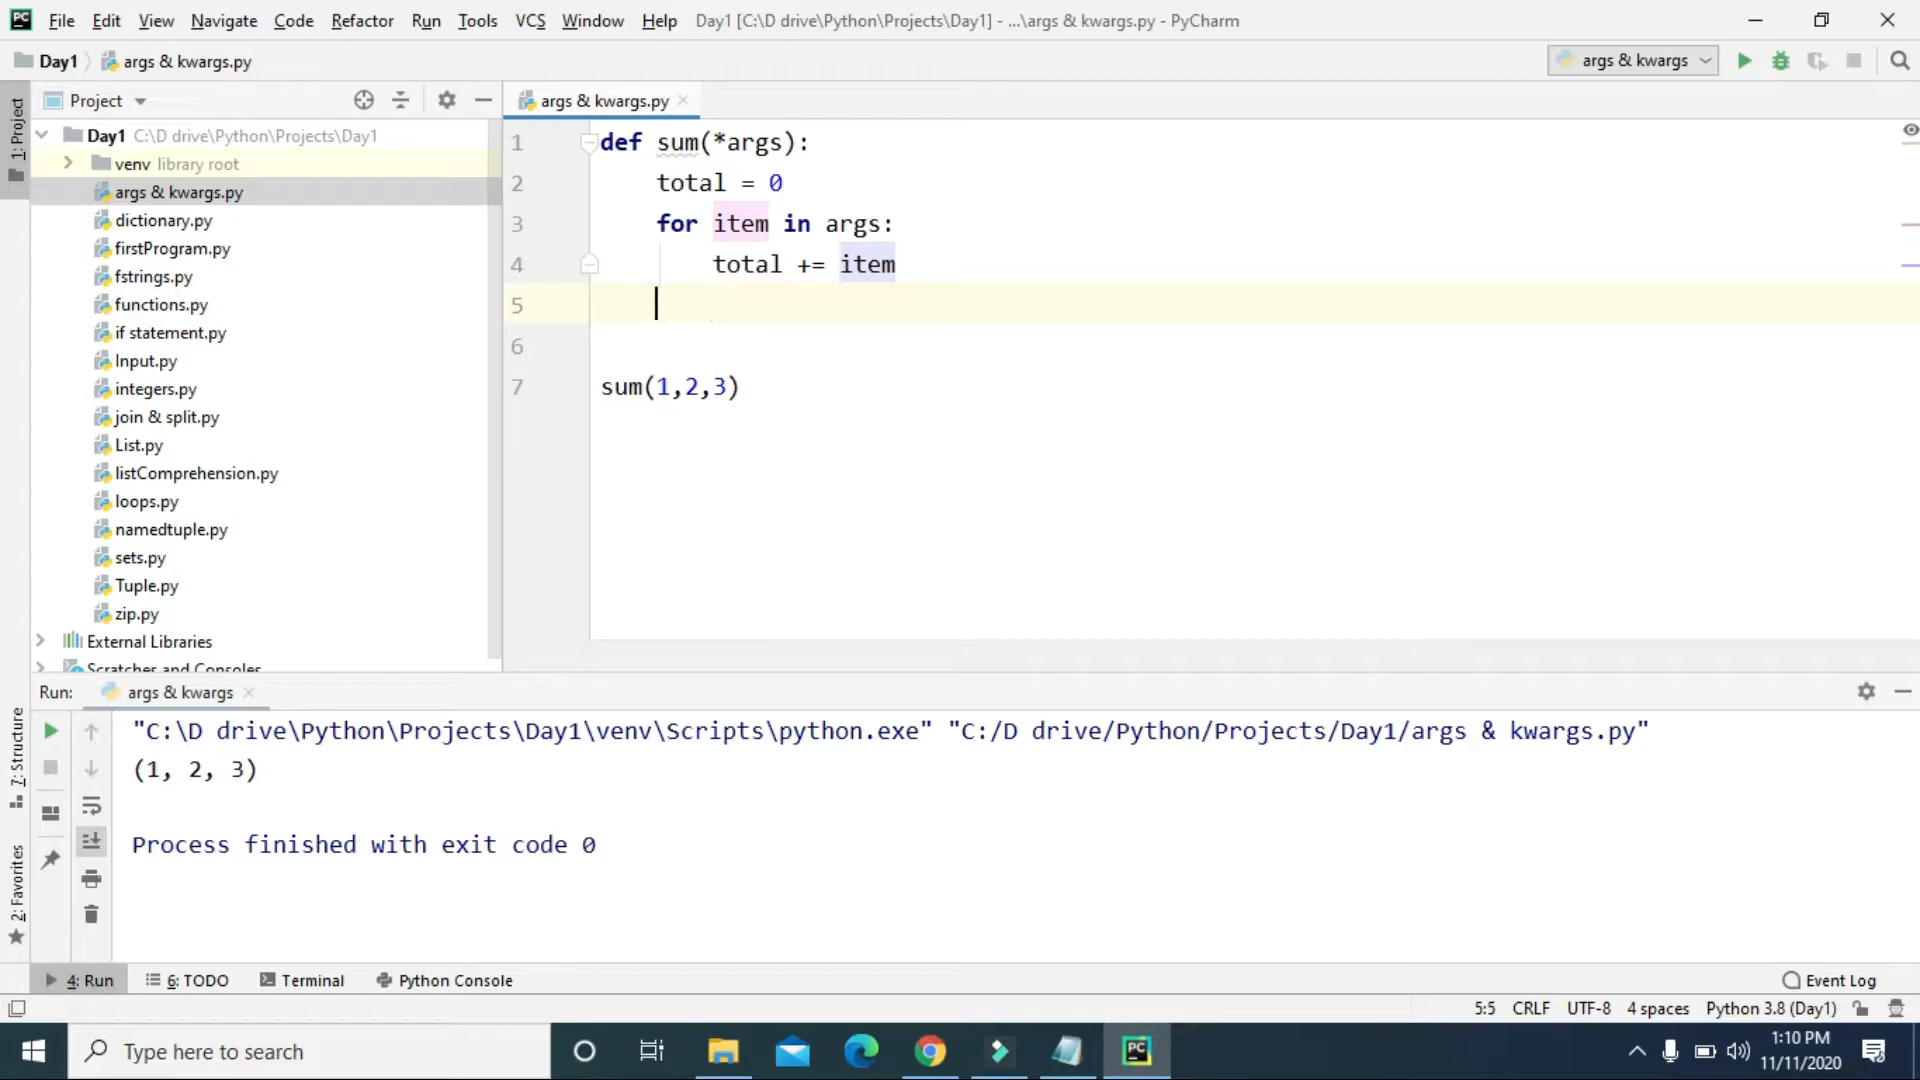 PC File Edit View Navigate Code Refactor Run Tools VCS Window Help Day1 [C:\D drive\Python\Projects\Day1] - ...\args & kwargs.py - PyCharm
Day1 args & kwargs.py args & kwargs
1: Project
Project
args & kwargs.py
Day1 C:\D drive\Python\Projects\Day1
venv library root
args & kwargs.py
dictionary.py
firstProgram.py
fstrings.py
functions.py
if statement.py
Input.py
integers.py
join & split.py
List.py
listComprehension.py
loops.py
namedtuple.py
sets.py
Tuple.py
zip.py
External Libraries
Scratches and Consoles
1 def sum(*args):
2 total = 0
3 for item in args:
4 total += item
5
6
7 sum(1,2,3)
Run: args & kwargs
7: Structure
2: Favorites
"C:\D drive\Python\Projects\Day1\venv\Scripts\python.exe" "C:/D drive/Python/Projects/Day1/args & kwargs.py"
(1, 2, 3)
Process finished with exit code 0
4: Run 6: TODO Terminal Python Console Event Log
5:5 CRLF UTF-8 4 spaces Python 3.8 (Day1)
Type here to search
PC
1:10 PM
11/11/2020